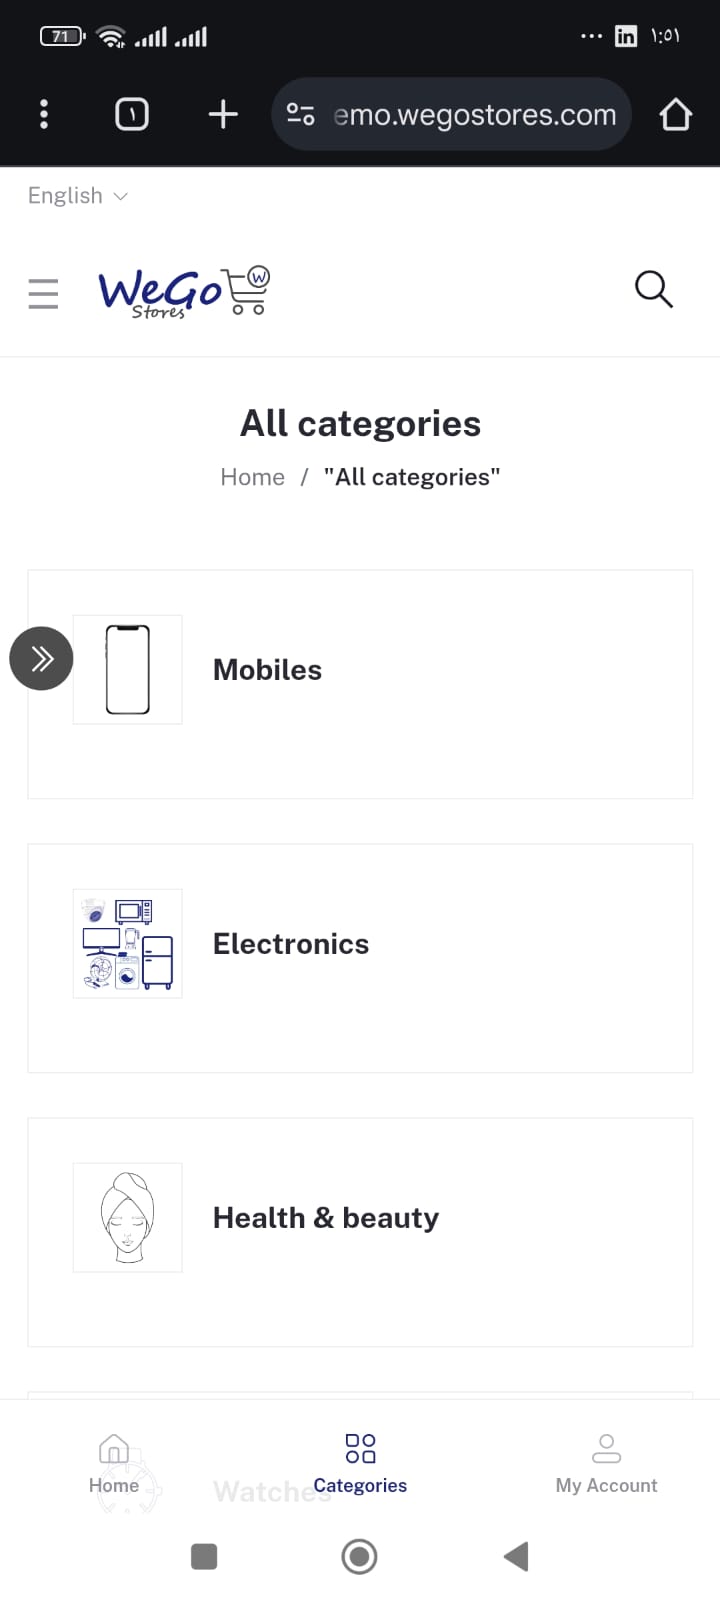 71
in ١:٥١
١
emo.wegostores.com
English
WeGo W
Stores
All categories
Home / "All categories"
Mobiles
Electronics
Health & beauty
Watches
Home Categories My Account